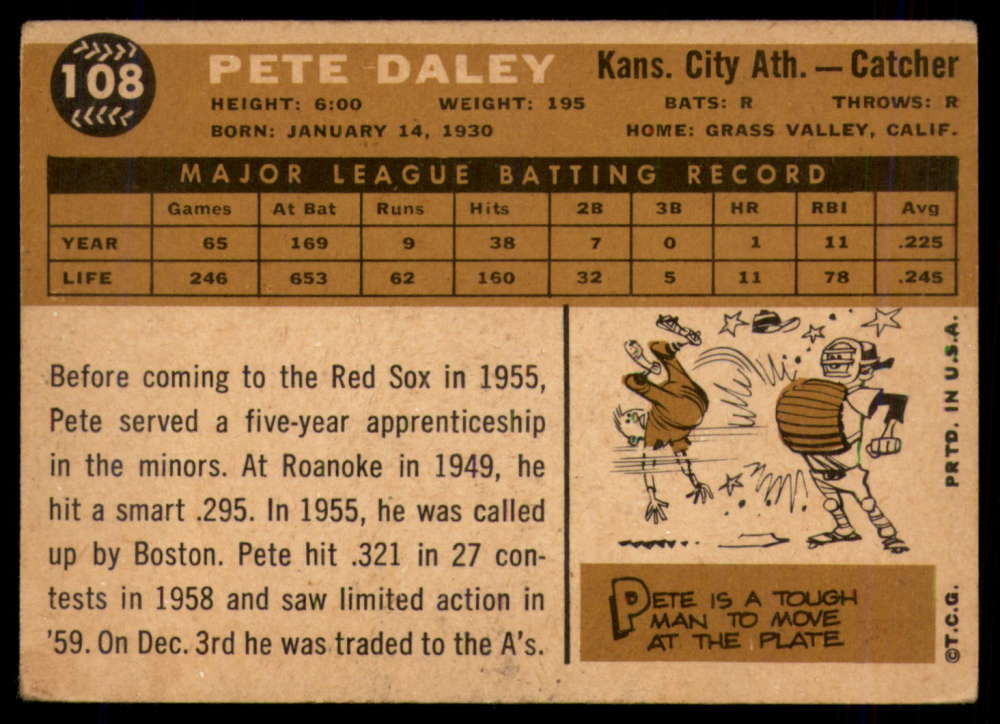 108
PETE DALEY
Kans. City Ath. — Catcher
HEIGHT: 6:00 WEIGHT: 195 BATS: R THROWS: R
BORN: JANUARY 14, 1930 HOME: GRASS VALLEY, CALIF.
MAJOR LEAGUE BATTING RECORD
Games At Bat Runs Hits 2B 3B HR RBI Avg
YEAR 65 169 9 38 7 0 1 11 .225
LIFE 246 653 62 160 32 5 11 78 .245
Before coming to the Red Sox in 1955,
Pete served a five-year apprenticeship
in the minors. At Roanoke in 1949, he
hit a smart .295. In 1955, he was called
up by Boston. Pete hit .321 in 27 con-
tests in 1958 and saw limited action in
'59. On Dec. 3rd he was traded to the A's.
PETE IS A TOUGH
MAN TO MOVE
AT THE PLATE
©T.C.G. PRTD. IN U.S.A.